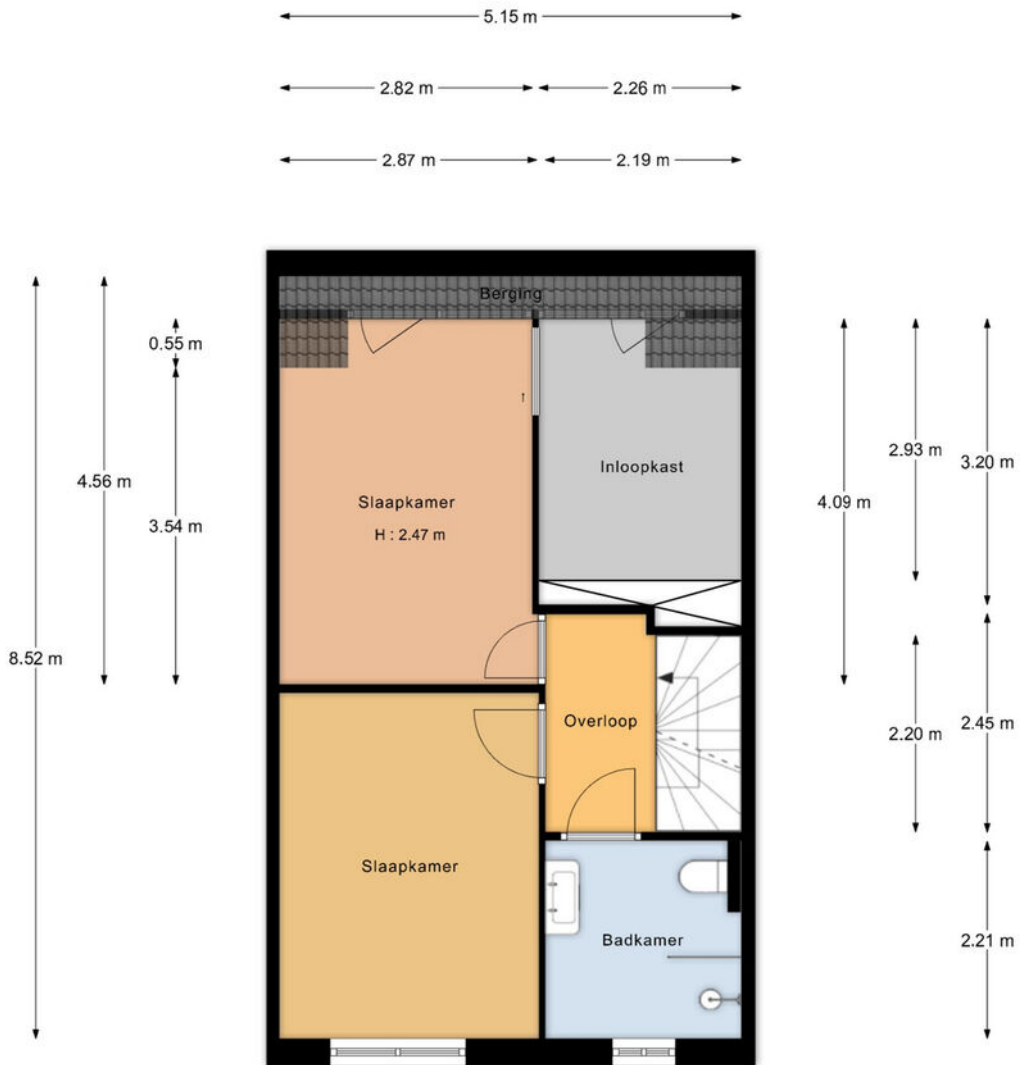 5.15 m
2.82 m
2.26 m
2.87 m
2.19 m
Berging
0.55 m
2.93 m
3.20 m
Inloopkast
4.56 m
Slaapkamer
4.09 m
3.54 m
H : 2.47 m
8.52 m
Overloop
2.45 m
2.20 m
Slaapkamer
Badkamer
2.21 m